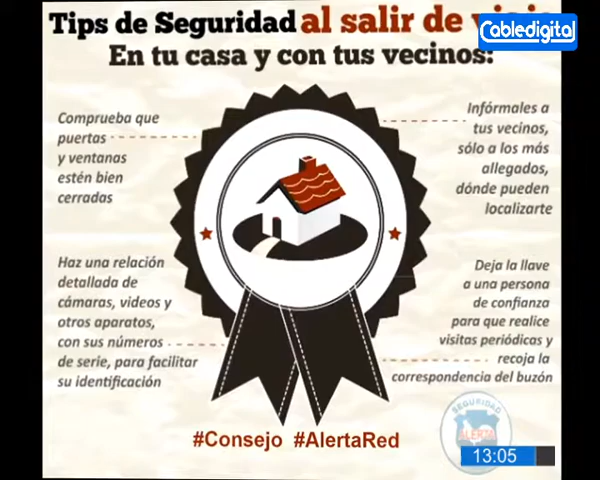 Tips de Seguridad al salir de
Cabledigital
En tu casa y con tus vecinos:
Comprueba que
puertas
y ventanas
estén bien
cerradas
Infórmales a
tus vecinos,
sólo a los más
allegados,
dónde pueden
localizarte
Haz una relación
detallada de
cámaras, videos y
otros aparatos,
con sus números
de serie, para facilitar
su identificación
Deja la llave
a una persona
de confianza
para que realice
visitas periódicas y
recoja la
correspondencia del buzón
#Consejo #AlertaRed
SEGURIDAD
ALERTA
13:05